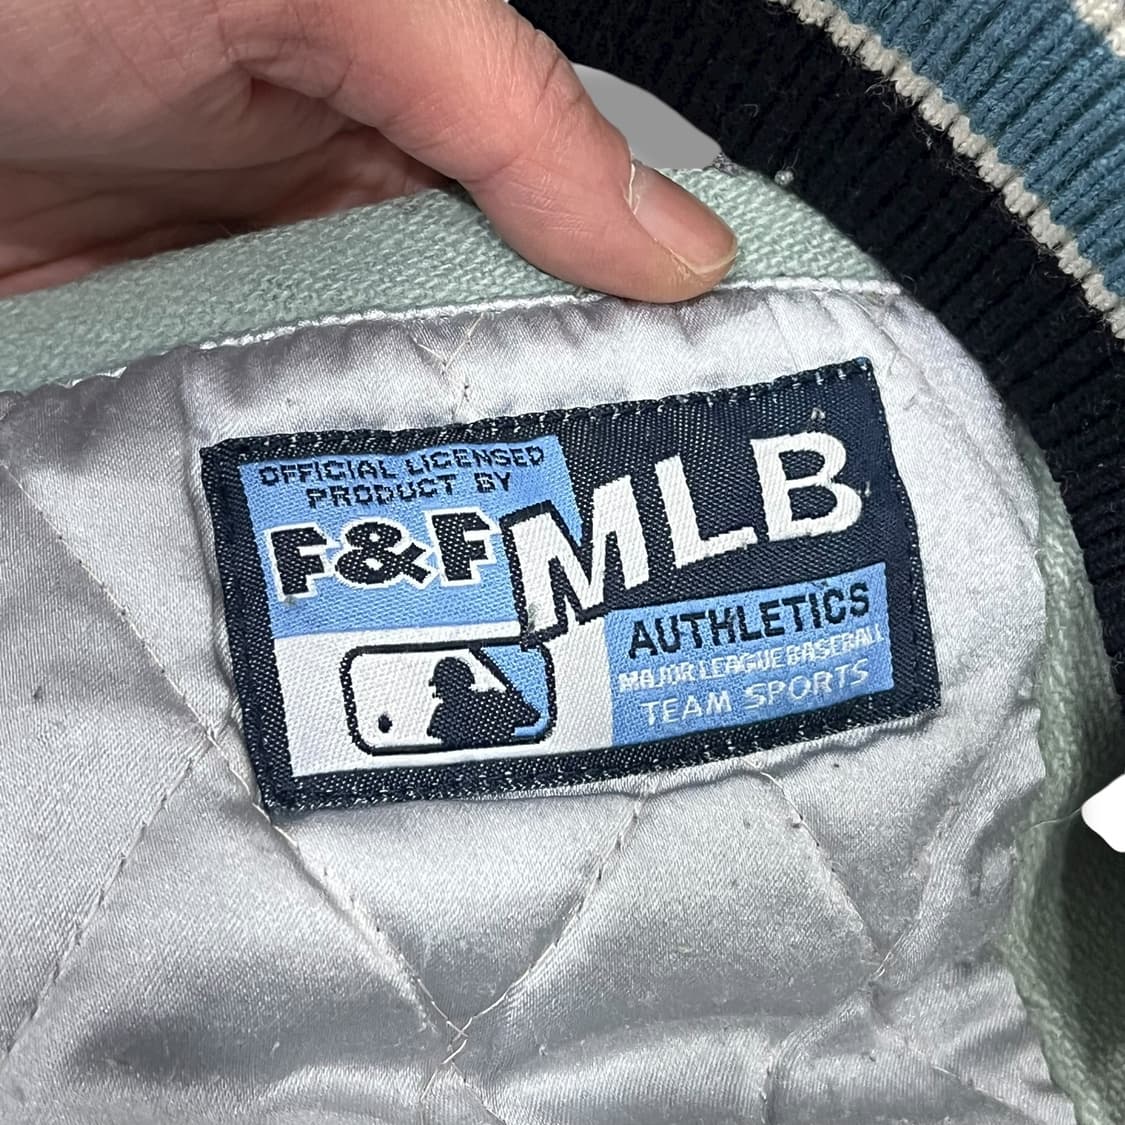 OFFICIAL LICENSED
PRODUCT BY
F&F
MLB
AUTHLETICS
MAJOR LEAGUE BASEBALL
TEAM SPORTS